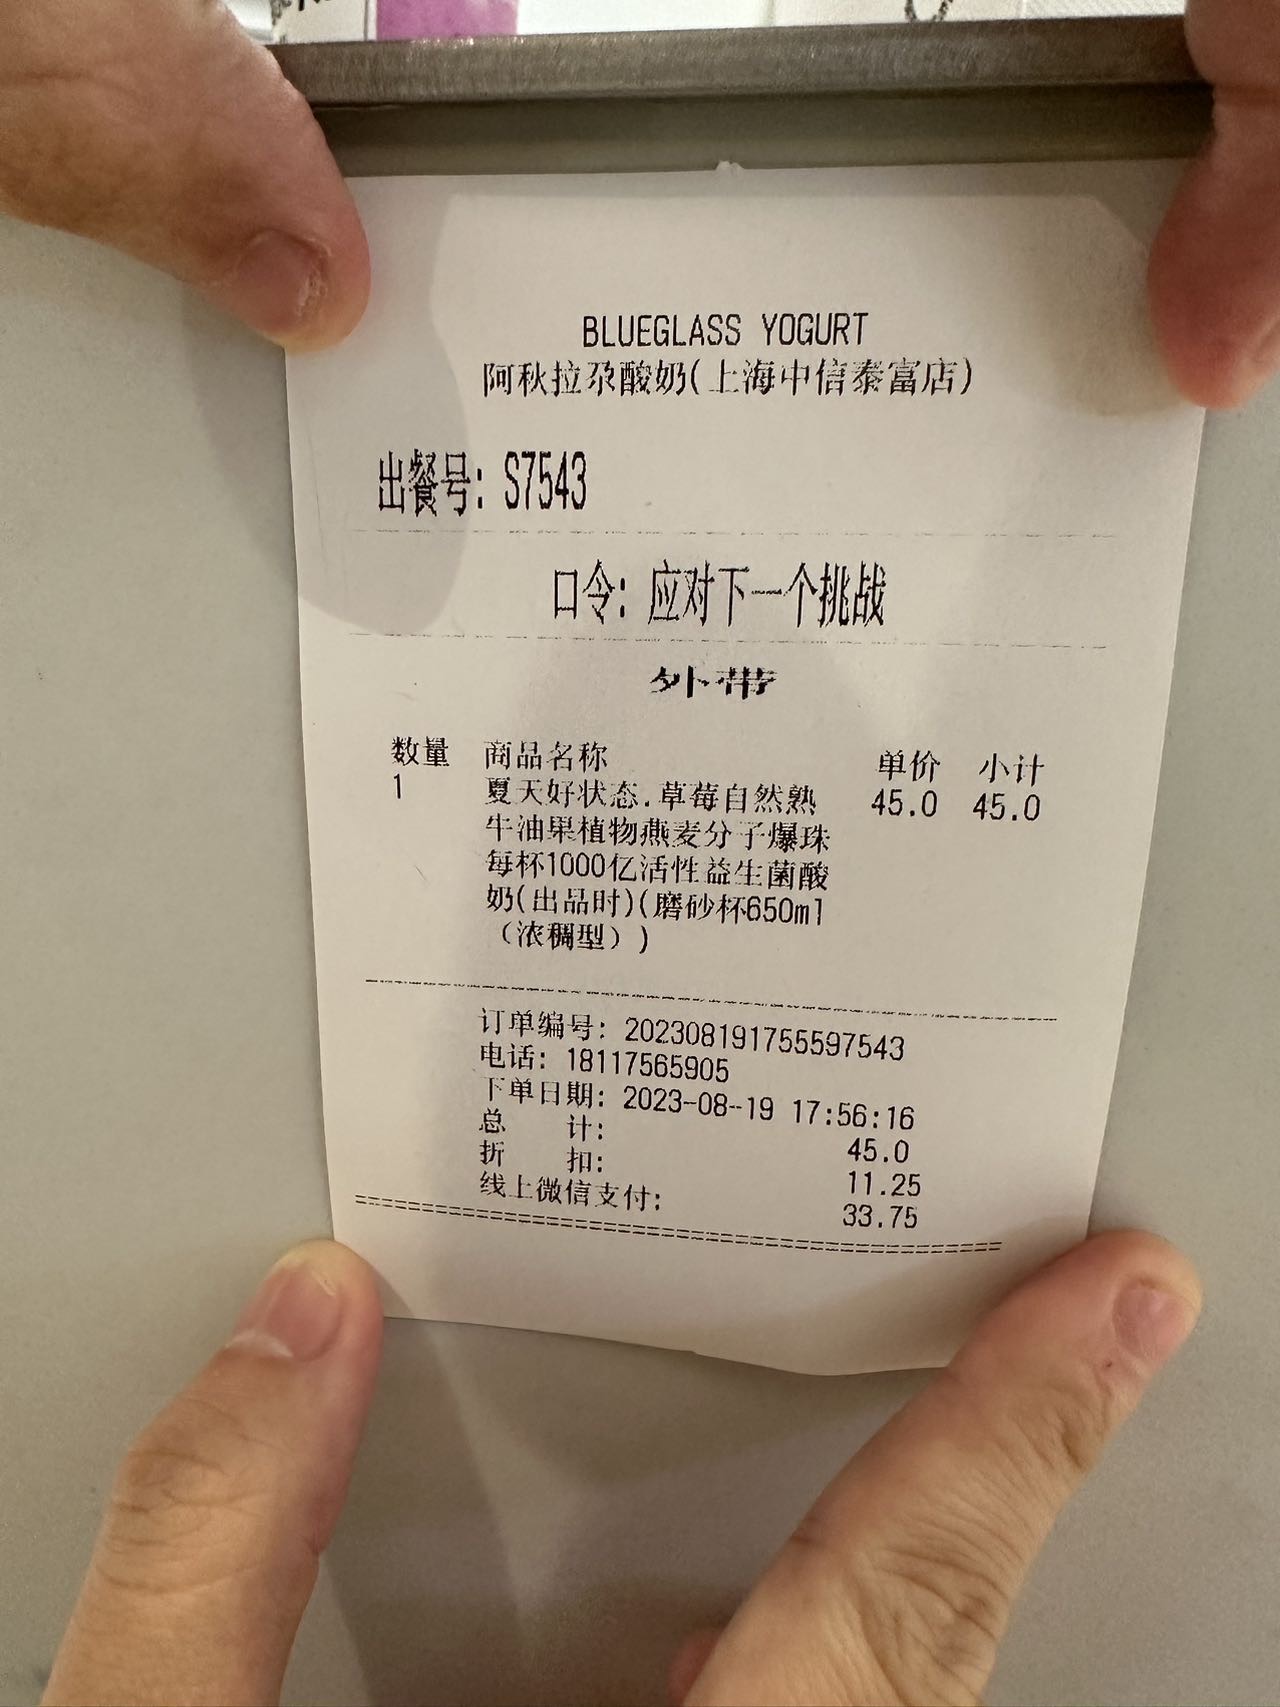 BLUEGLASS YOGURT
阿秋拉尕酸奶(上海中信泰富店)
出餐号: S7543
口令: 应对下一个挑战
外带
数量 商品名称 单价 小计
1 夏天好状态.草莓自然熟 45.0 45.0
牛油果植物燕麦分子爆珠
每杯1000亿活性益生菌酸
奶(出品时)(磨砂杯650ml
（浓稠型）)
订单编号: 202308191755597543
电话: 18117565905
下单日期: 2023-08-19 17:56:16
总 计: 45.0
折 扣: 11.25
线上微信支付: 33.75